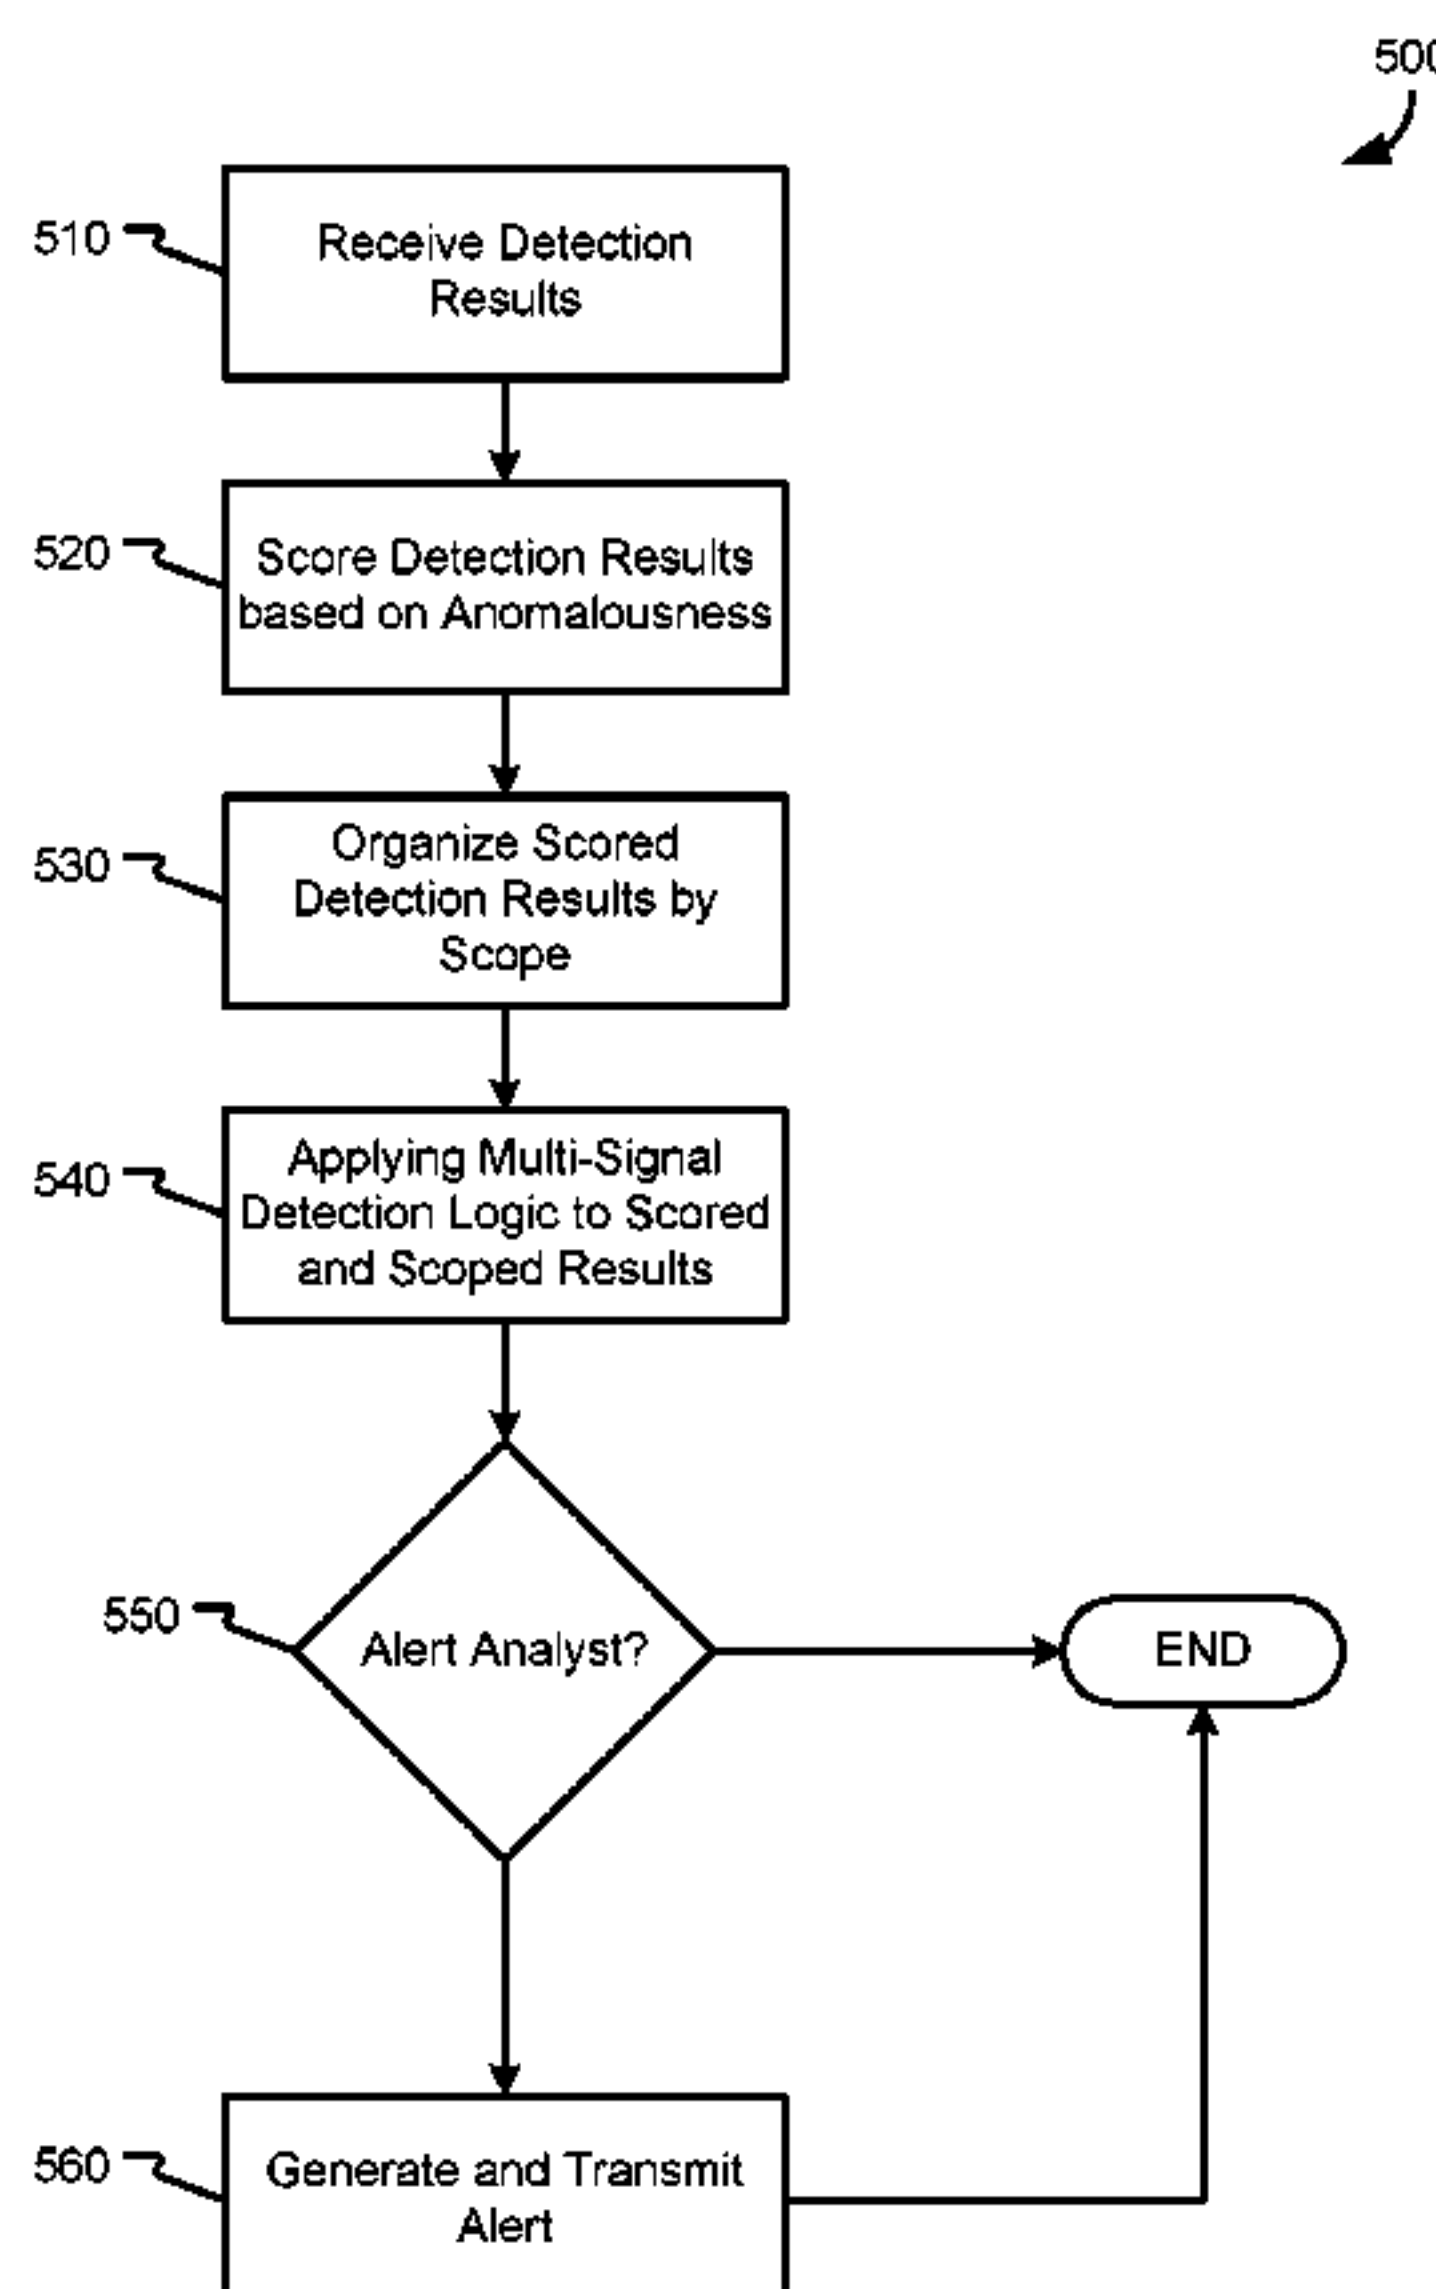 500
510
Receive Detection
Results
520
Score Detection Results
based on Anomalousness
530
Organize Scored
Detection Results by
Scope
540
Applying Multi-Signal
Detection Logic to Scored
and Scoped Results
550
Alert Analyst?
END
560
Generate and Transmit
Alert